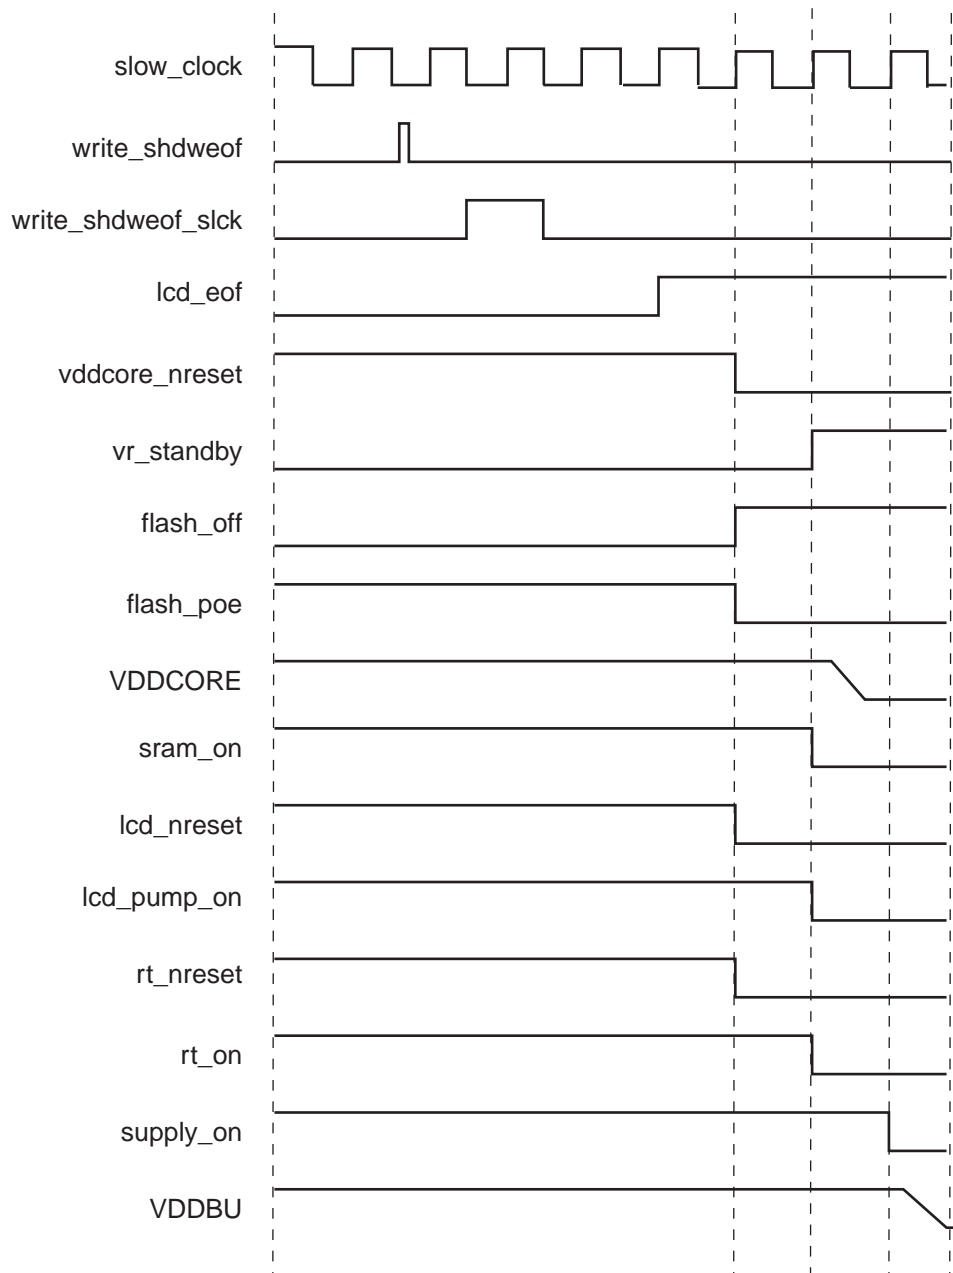 slow_clock
write_shdweof
write_shdweof_slck
lcd_eof
vddcore_nreset
vr_standby
flash_off
flash_poe
VDDCORE
sram_on
lcd_nreset
lcd_pump_on
rt_nreset
rt_on
supply_on
VDDBU